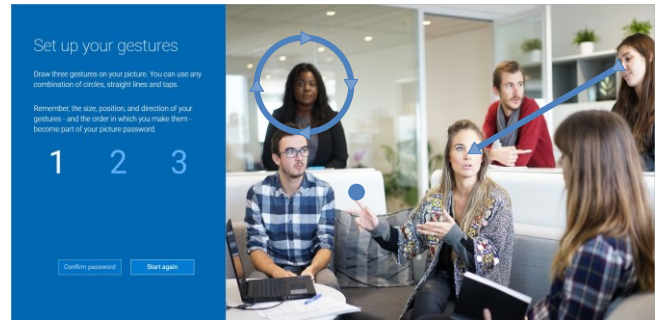 Set up your gestures
Draw three gestures on your picture. You can use any
combination of circles, straight lines and taps.
Remember, the size, position, and direction of your
gestures - and the order in which you make them -
become part of your picture password.
1 2 3
Confirm password Start again